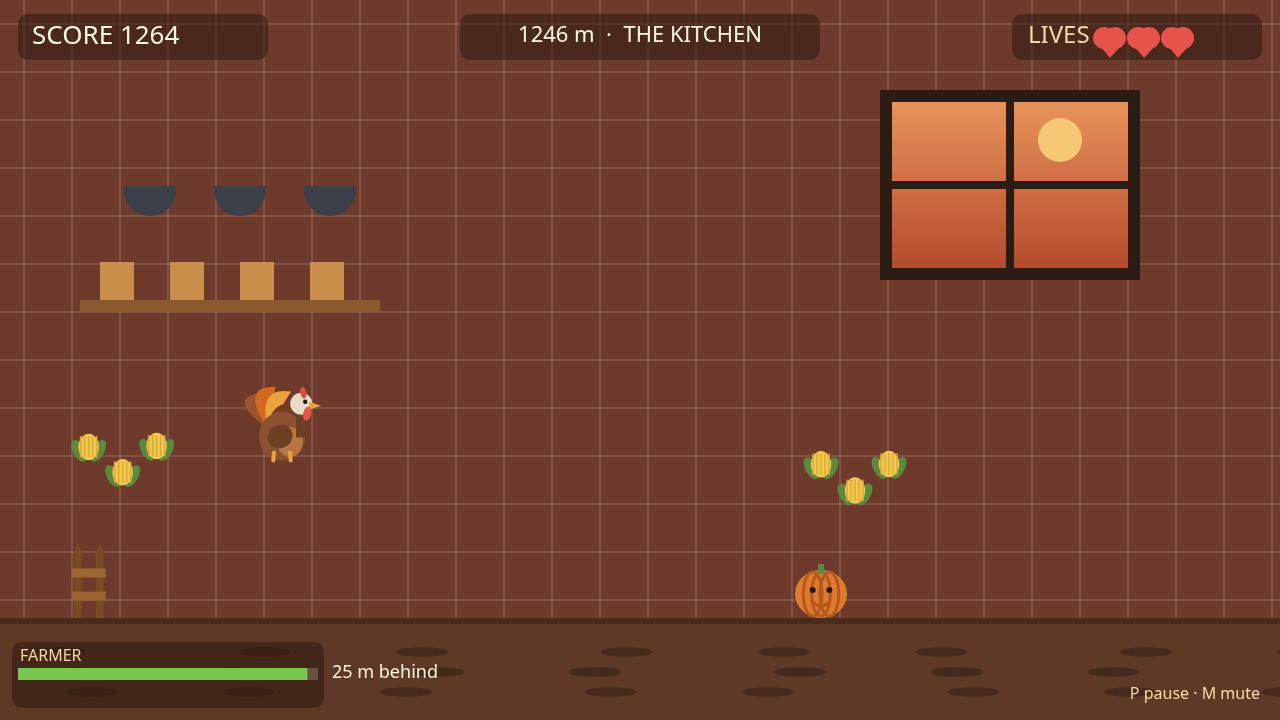 SCORE 1264
1246 m · THE KITCHEN
LIVES
FARMER
25 m behind
P pause · M mute